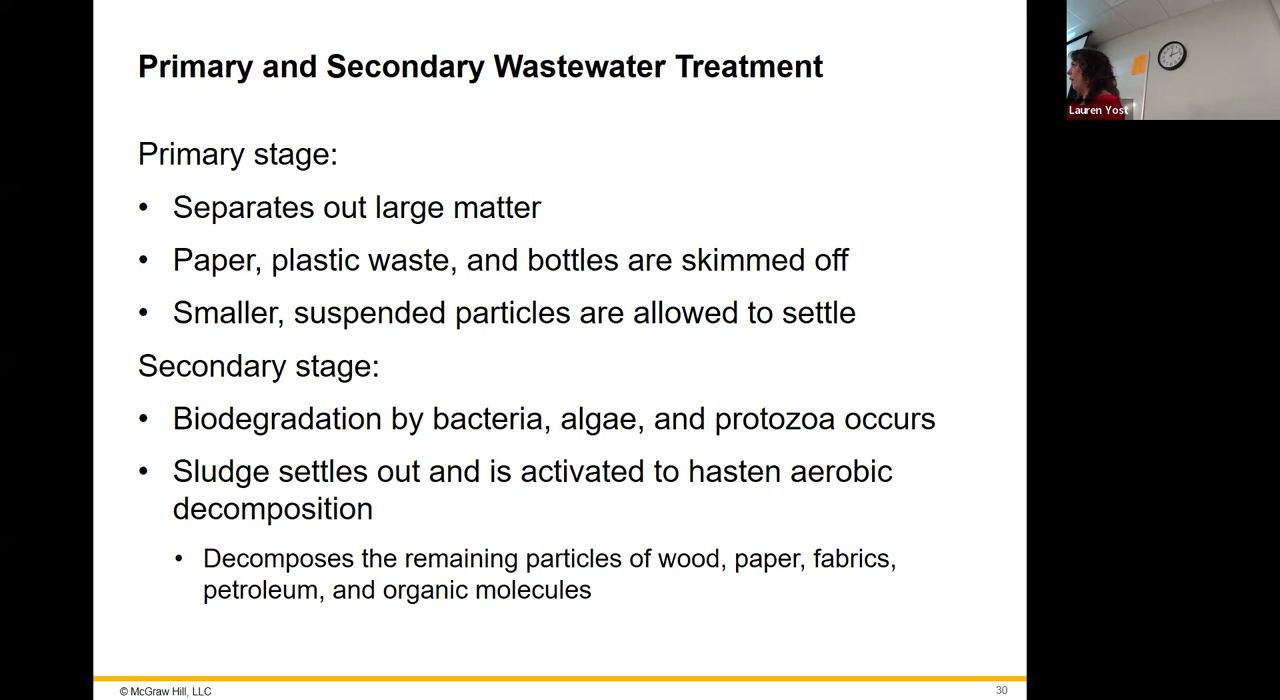 Primary and Secondary Wastewater Treatment
Primary stage:
• Separates out large matter
• Paper, plastic waste, and bottles are skimmed off
• Smaller, suspended particles are allowed to settle
Secondary stage:
• Biodegradation by bacteria, algae, and protozoa occurs
• Sludge settles out and is activated to hasten aerobic
decomposition
• Decomposes the remaining particles of wood, paper, fabrics,
petroleum, and organic molecules
© McGraw Hill, LLC
30
Lauren Yost